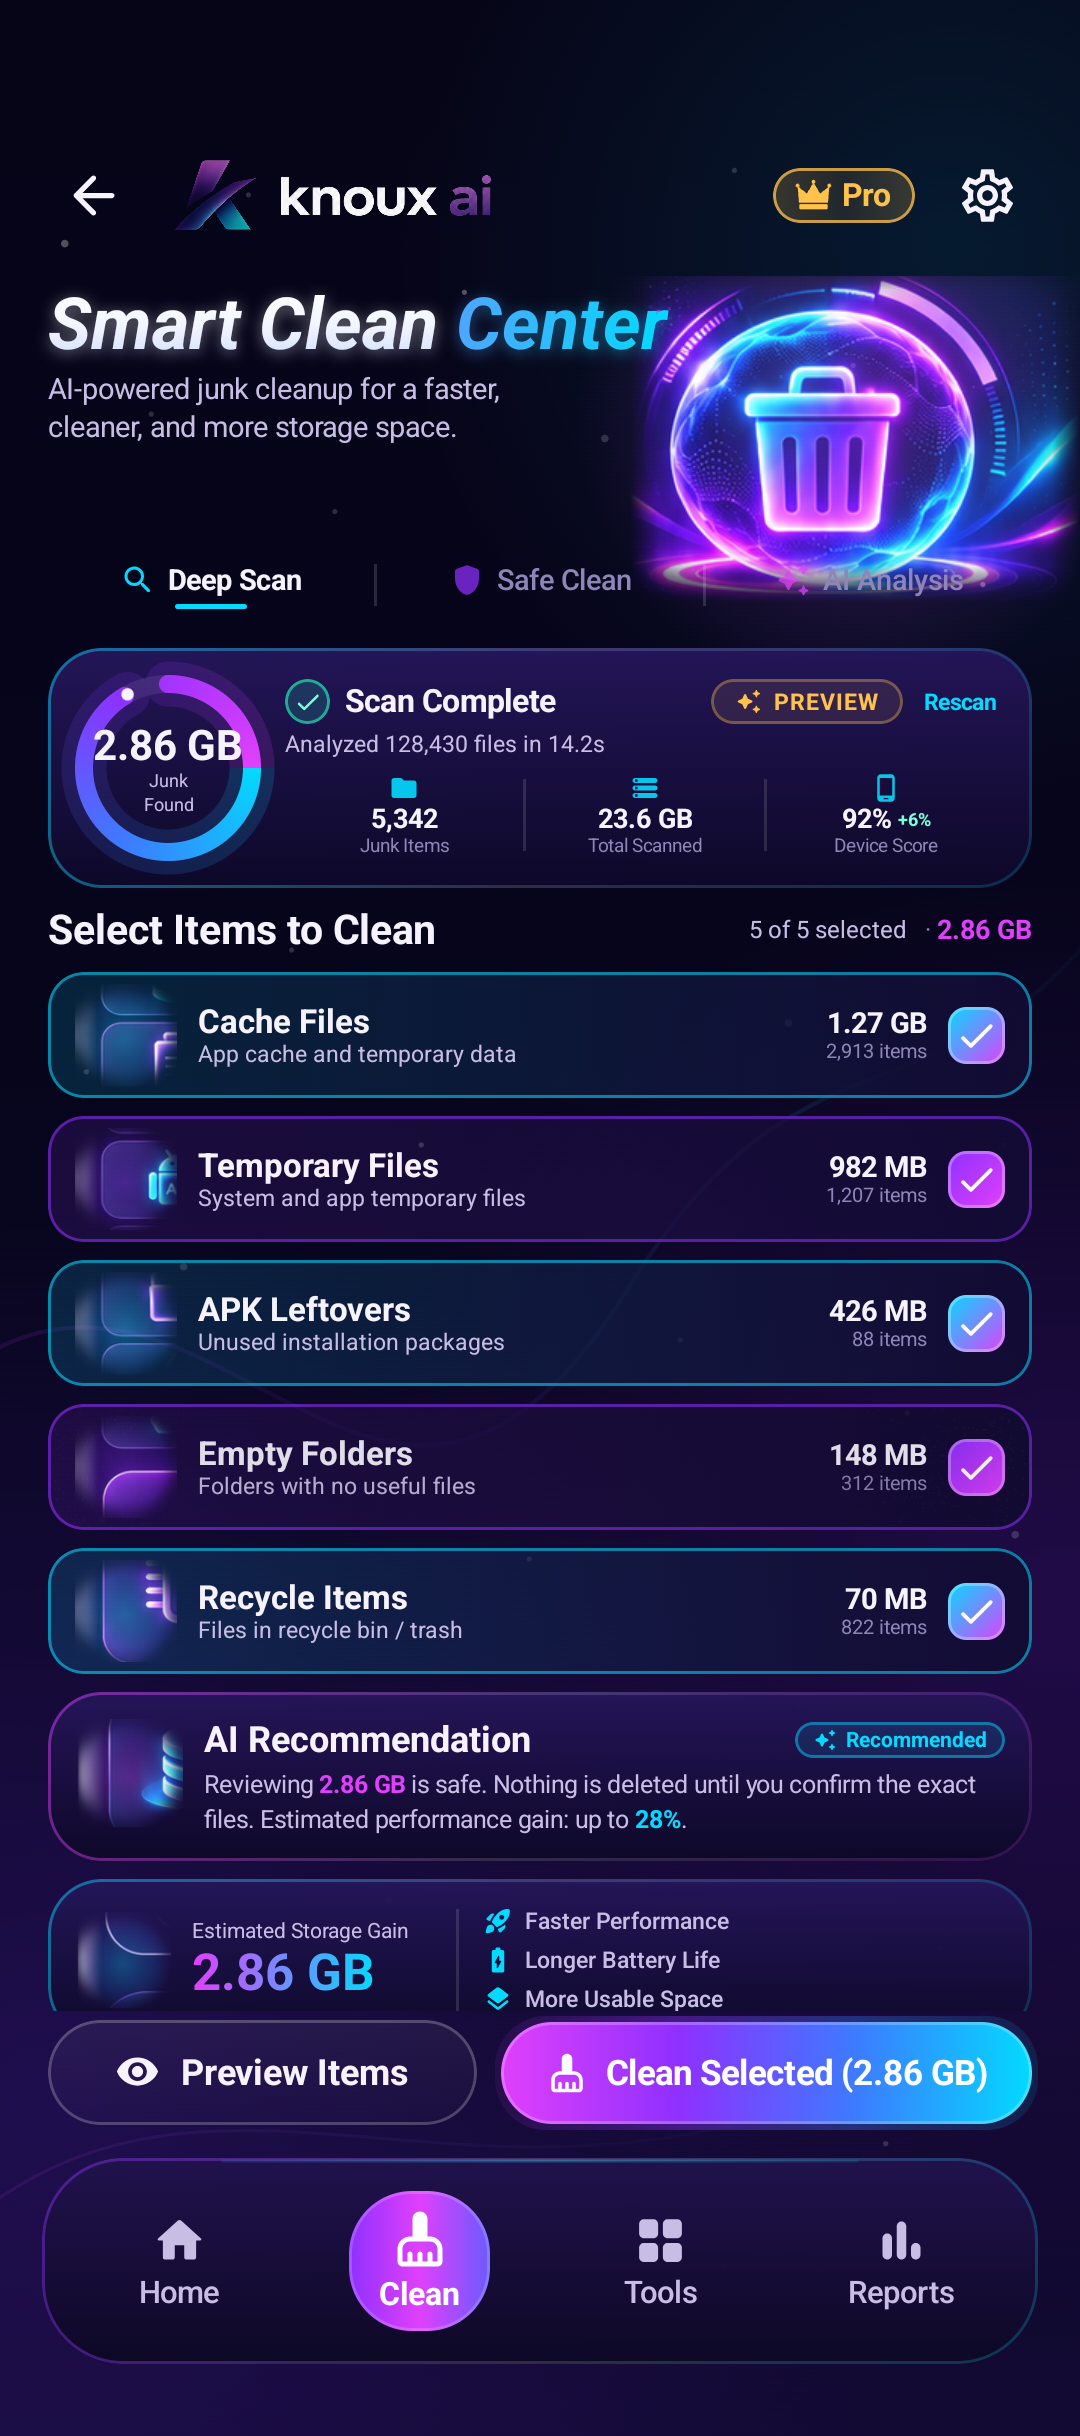 knoux ai
Pro
Smart Clean Center
AI-powered junk cleanup for a faster,
cleaner, and more storage space.
Deep Scan
Safe Clean
AI Analysis
2.86 GB
Junk
Found
Scan Complete
PREVIEW
Rescan
Analyzed 128,430 files in 14.2s
5,342
Junk Items
23.6 GB
Total Scanned
92% +6%
Device Score
Select Items to Clean
5 of 5 selected · 2.86 GB
Cache Files
App cache and temporary data
1.27 GB
2,913 items
Temporary Files
System and app temporary files
982 MB
1,207 items
APK Leftovers
Unused installation packages
426 MB
88 items
Empty Folders
Folders with no useful files
148 MB
312 items
Recycle Items
Files in recycle bin / trash
70 MB
822 items
AI Recommendation
Recommended
Reviewing 2.86 GB is safe. Nothing is deleted until you confirm the exact
files. Estimated performance gain: up to 28%.
Estimated Storage Gain
2.86 GB
Faster Performance
Longer Battery Life
More Usable Space
Preview Items
Clean Selected (2.86 GB)
Home
Clean
Tools
Reports